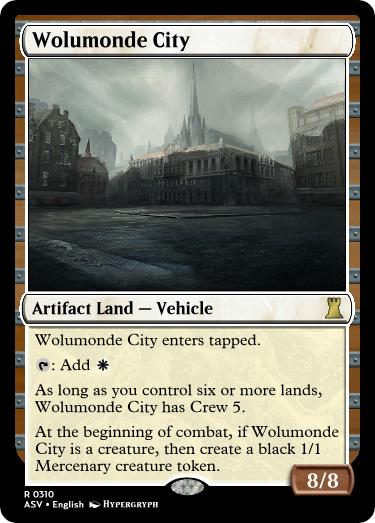 Wolumonde City
Artifact Land — Vehicle
Wolumonde City enters tapped.
: Add
As long as you control six or more lands,
Wolumonde City has Crew 5.
At the beginning of combat, if Wolumonde
City is a creature, then create a black 1/1
Mercenary creature token.
8/8
R 0310
ASV • English HYPERGRYPH